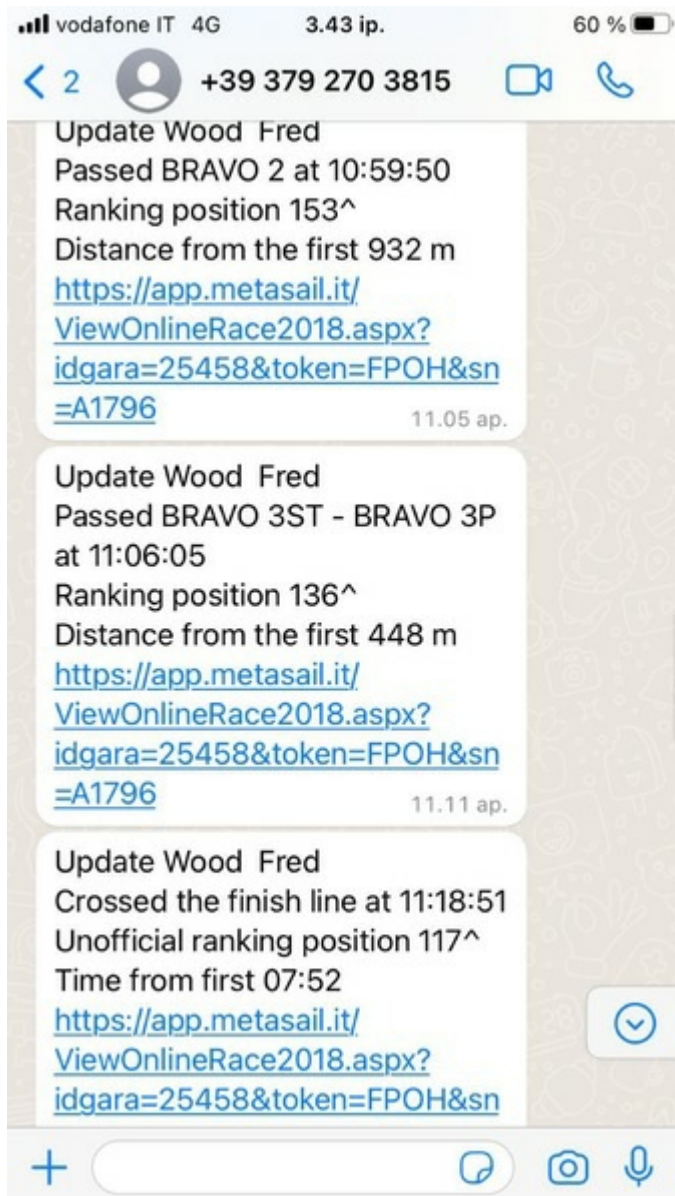 vodafone IT 4G 3.43 ip. 60 %
2 +39 379 270 3815
Update Wood Fred
Passed BRAVO 2 at 10:59:50
Ranking position 153^
Distance from the first 932 m
https://app.metasail.it/
ViewOnlineRace2018.aspx?
idgara=25458&token=FPOH&sn
=A1796
11.05 ap.
Update Wood Fred
Passed BRAVO 3ST - BRAVO 3P
at 11:06:05
Ranking position 136^
Distance from the first 448 m
https://app.metasail.it/
ViewOnlineRace2018.aspx?
idgara=25458&token=FPOH&sn
=A1796
11.11 ap.
Update Wood Fred
Crossed the finish line at 11:18:51
Unofficial ranking position 117^
Time from first 07:52
https://app.metasail.it/
ViewOnlineRace2018.aspx?
idgara=25458&token=FPOH&sn